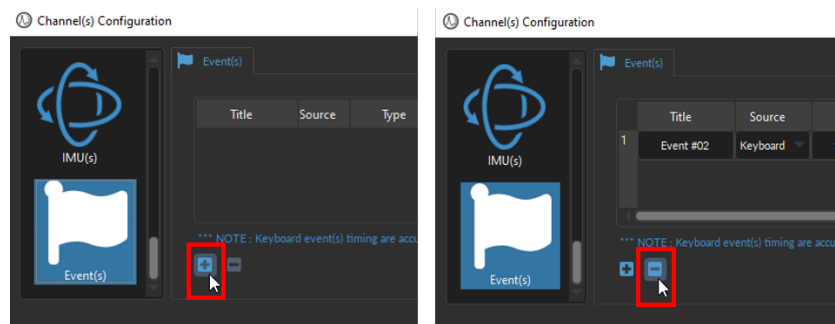 Channel(s) Configuration
Event(s)
Title Source Type
IMU(s)
*** NOTE : Keyboard event(s) timing are accu
Event(s)
Channel(s) Configuration
Event(s)
Title Source
1 Event #02 Keyboard
IMU(s)
*** NOTE : Keyboard event(s) timing are accu
Event(s)